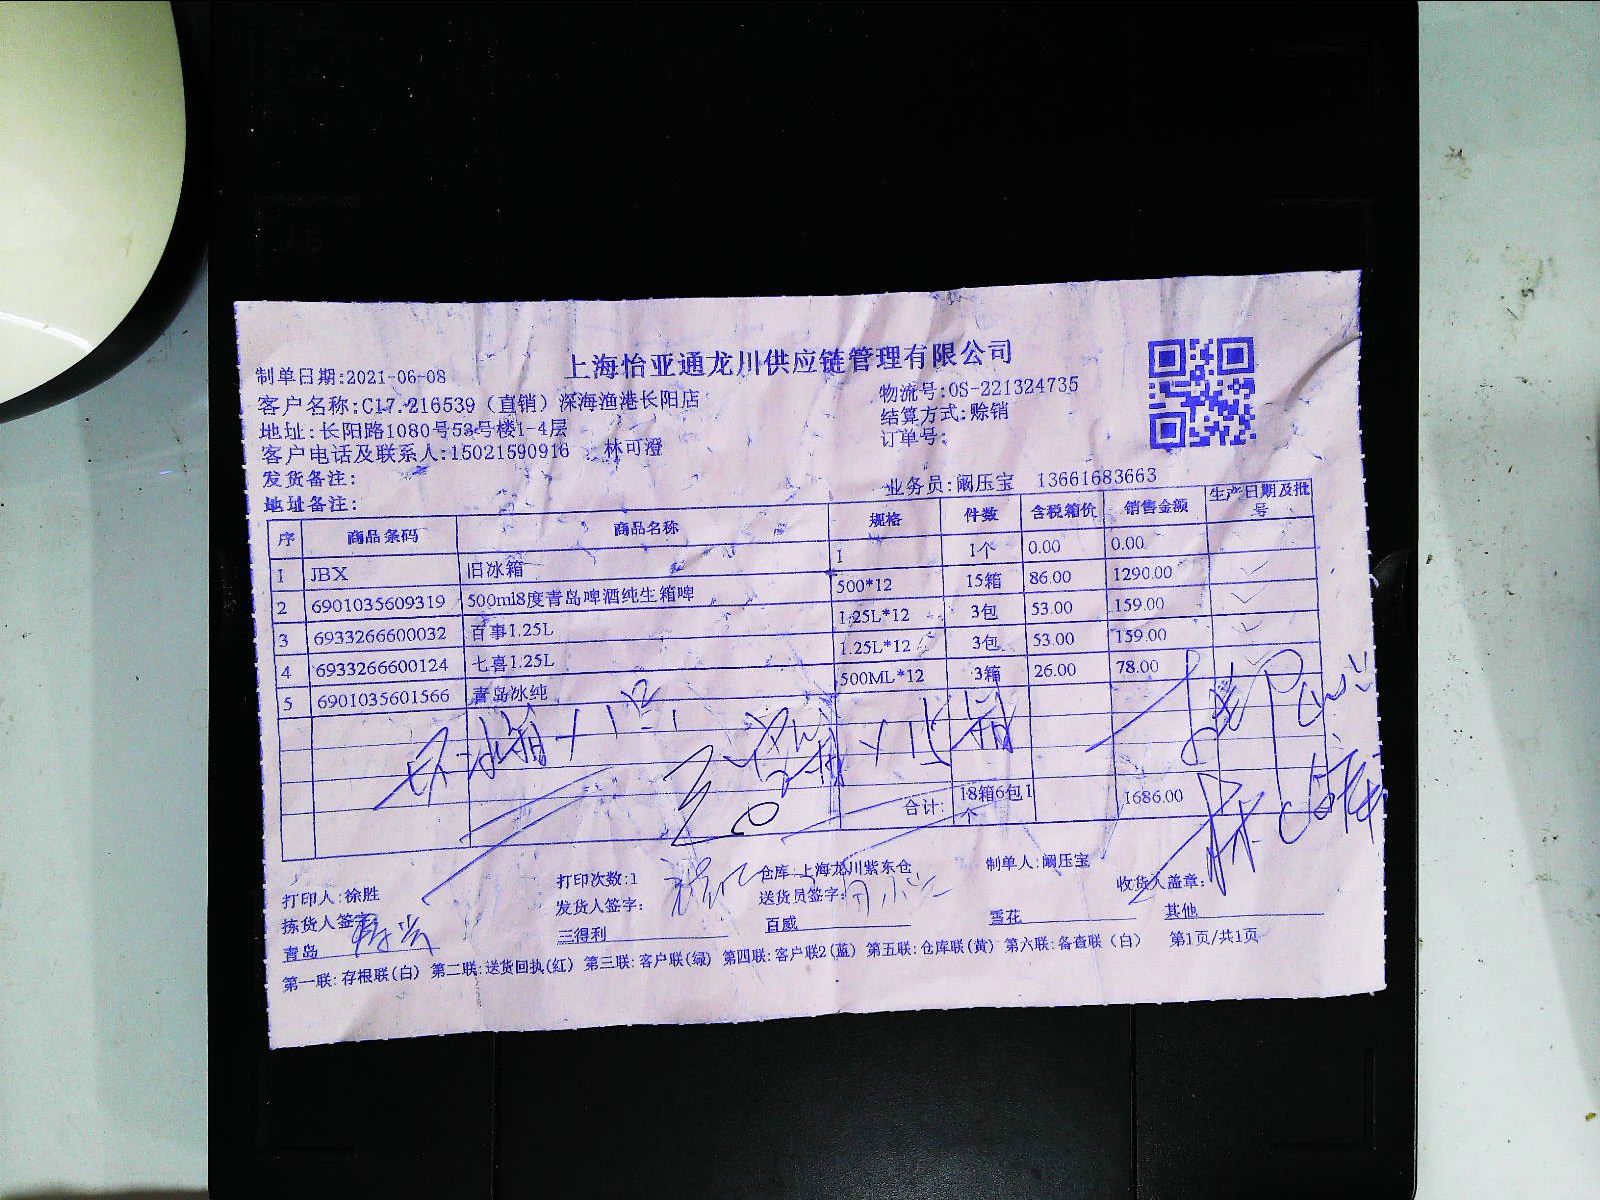 上海怡亚通龙川供应链管理有限公司
制单日期:2021-06-08
物流号:OS-221324735
客户名称:C17.216539（直销）深海渔港长阳店
结算方式:赊销
地址:长阳路1080号53号楼1-4层
订单号:
客户电话及联系人:15021590916 林可澄
发货备注:
业务员:阚压宝 13661683663
地址备注:
序 商品条码 商品名称 规格 件数 含税箱价 销售金额 生产日期及批号
1 JBX 旧冰箱 1 1个 0.00 0.00
2 6901035609319 500ml8度青岛啤酒纯生箱啤 500*12 15箱 86.00 1290.00
3 6933266600032 百事1.25L 1.25L*12 3包 53.00 159.00
4 6933266600124 七喜1.25L 1.25L*12 3包 53.00 159.00
5 6901035601566 青岛冰纯 500ML*12 3箱 26.00 78.00
合计: 18箱6包1个 1686.00
打印人:徐胜 打印次数:1 仓库:上海龙川紫东仓 制单人:阚压宝
拣货人签字: 发货人签字: 送货员签字: 收货人盖章:
青岛 三得利 百威 雪花 其他
第一联:存根联(白) 第二联:送货回执(红) 第三联:客户联(绿) 第四联:客户联2(蓝) 第五联:仓库联(黄) 第六联:备查联（白） 第1页/共1页